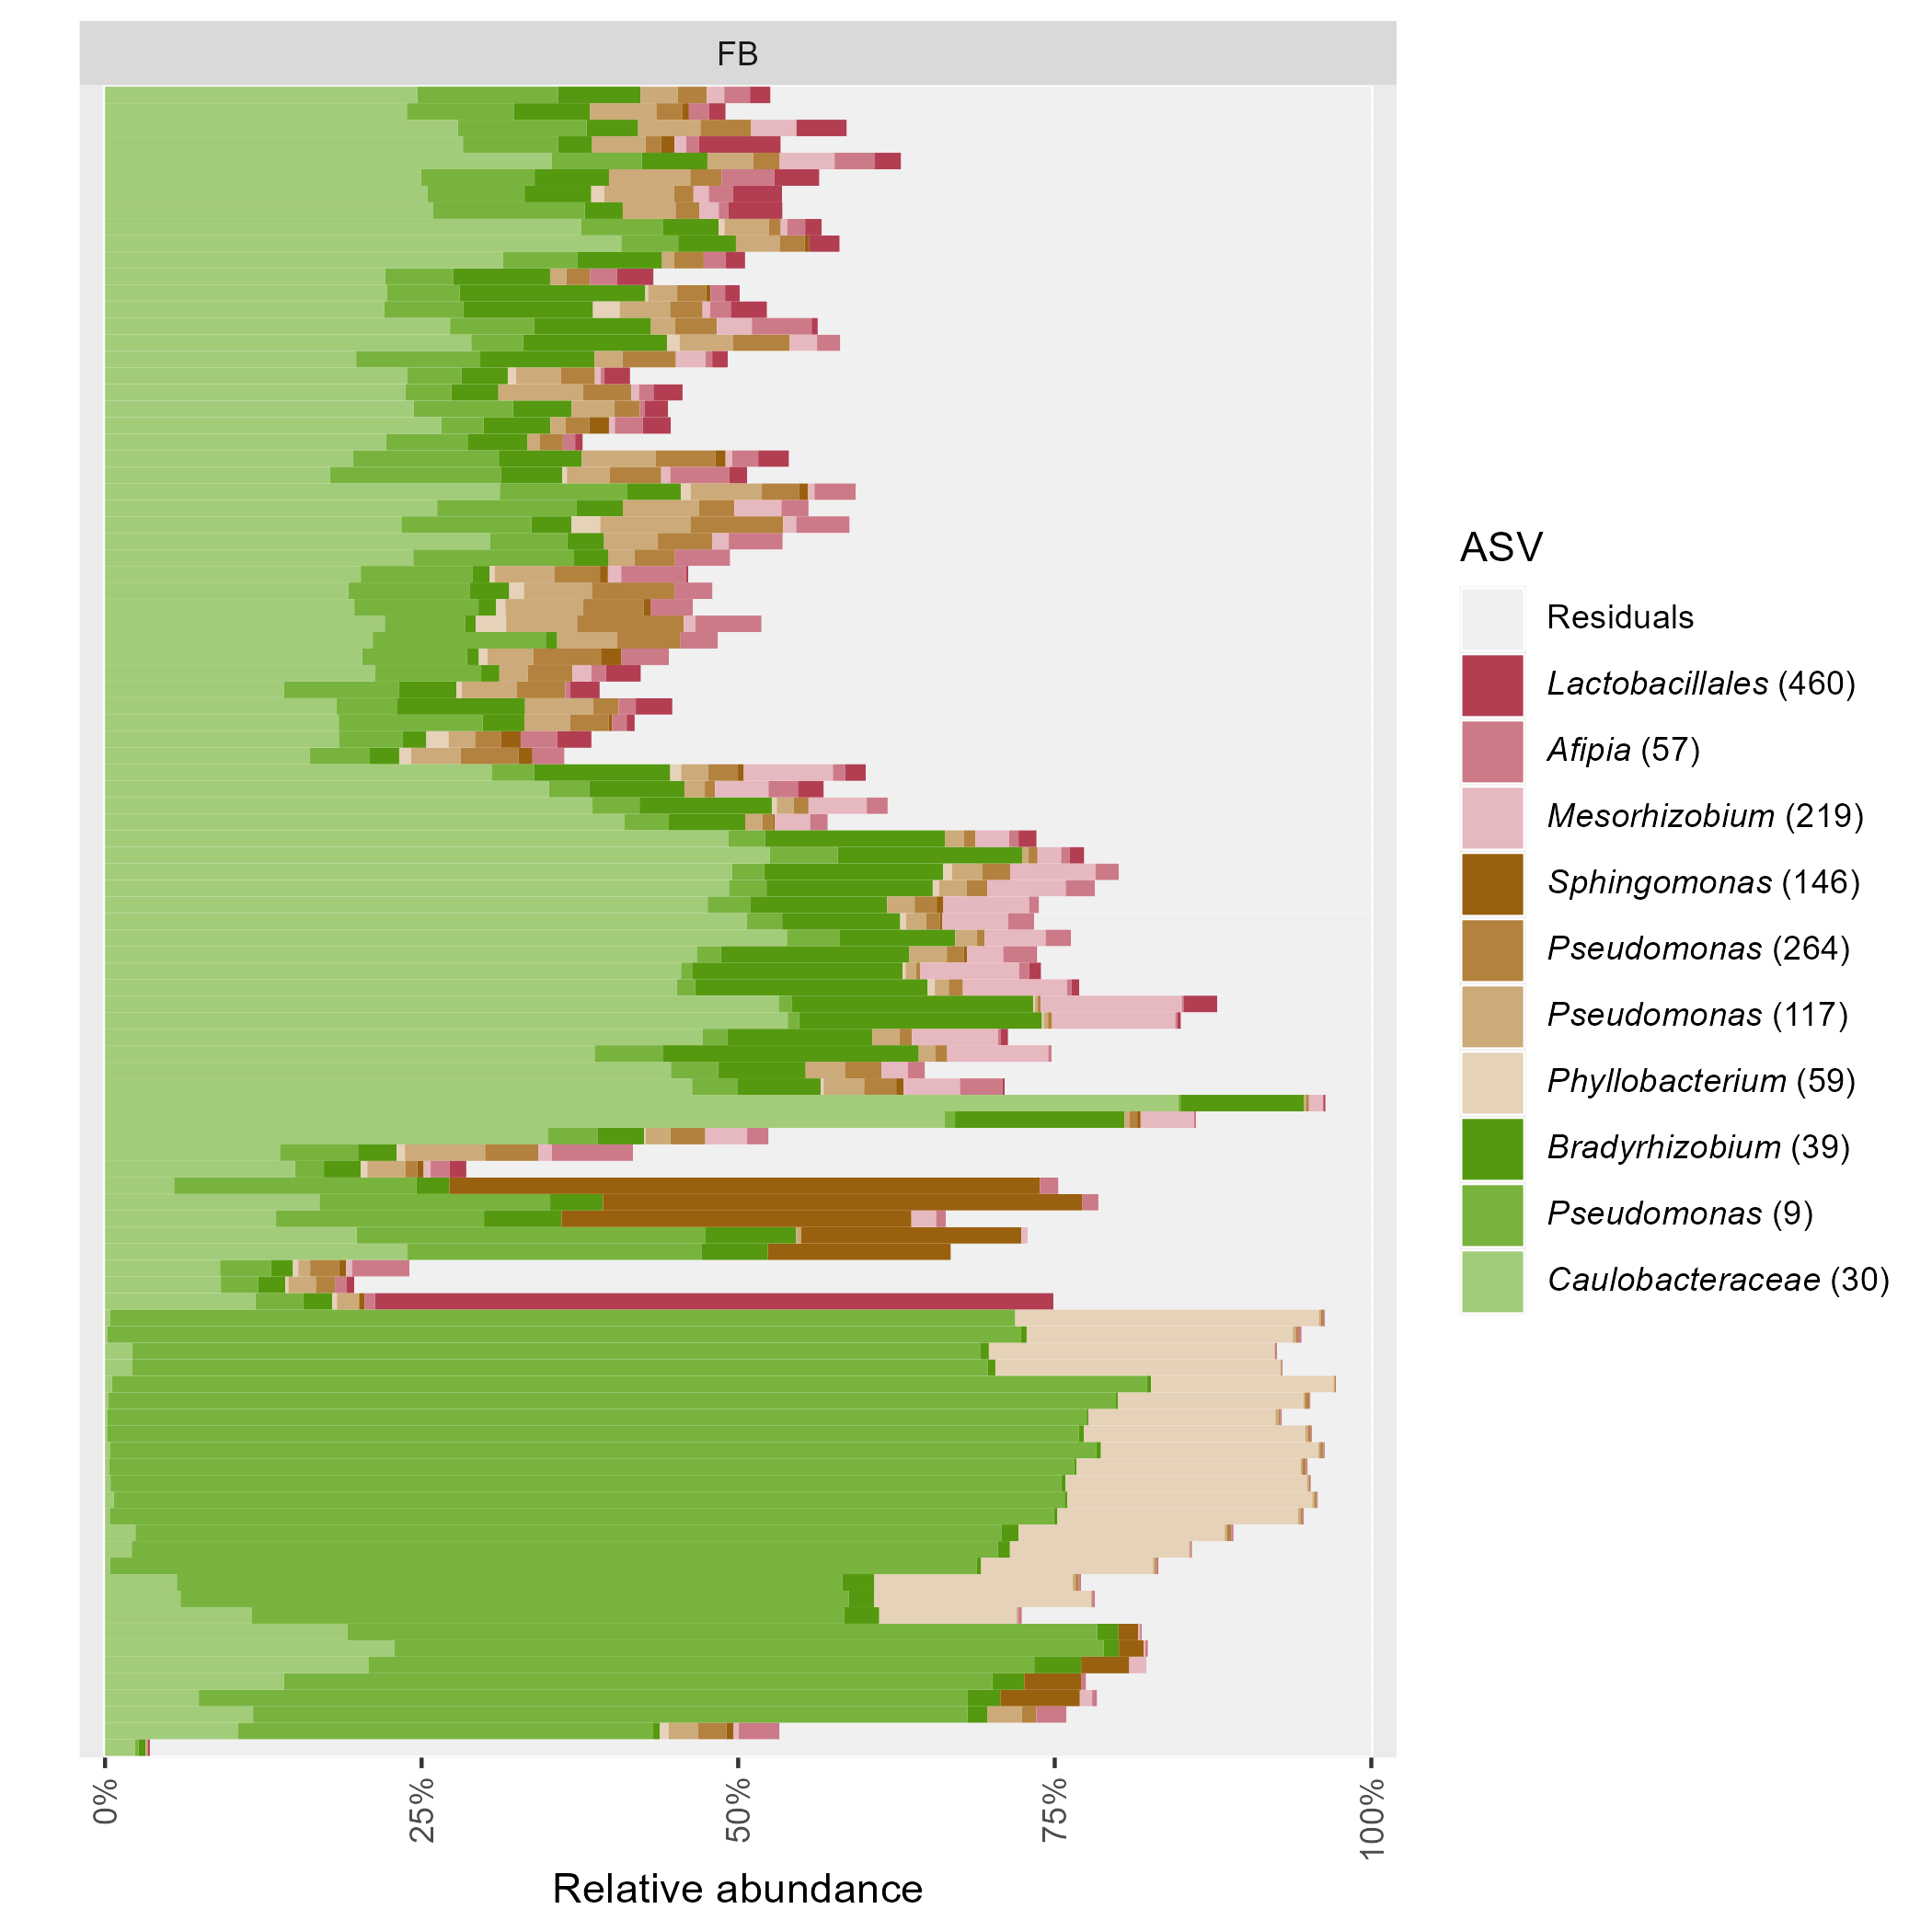 FB
ASV
Residuals
Lactobacillales (460)
Afipia (57)
Mesorhizobium (219)
Sphingomonas (146)
Pseudomonas (264)
Pseudomonas (117)
Phyllobacterium (59)
Bradyrhizobium (39)
Pseudomonas (9)
Caulobacteraceae (30)
0%
25%
50%
75%
100%
Relative abundance